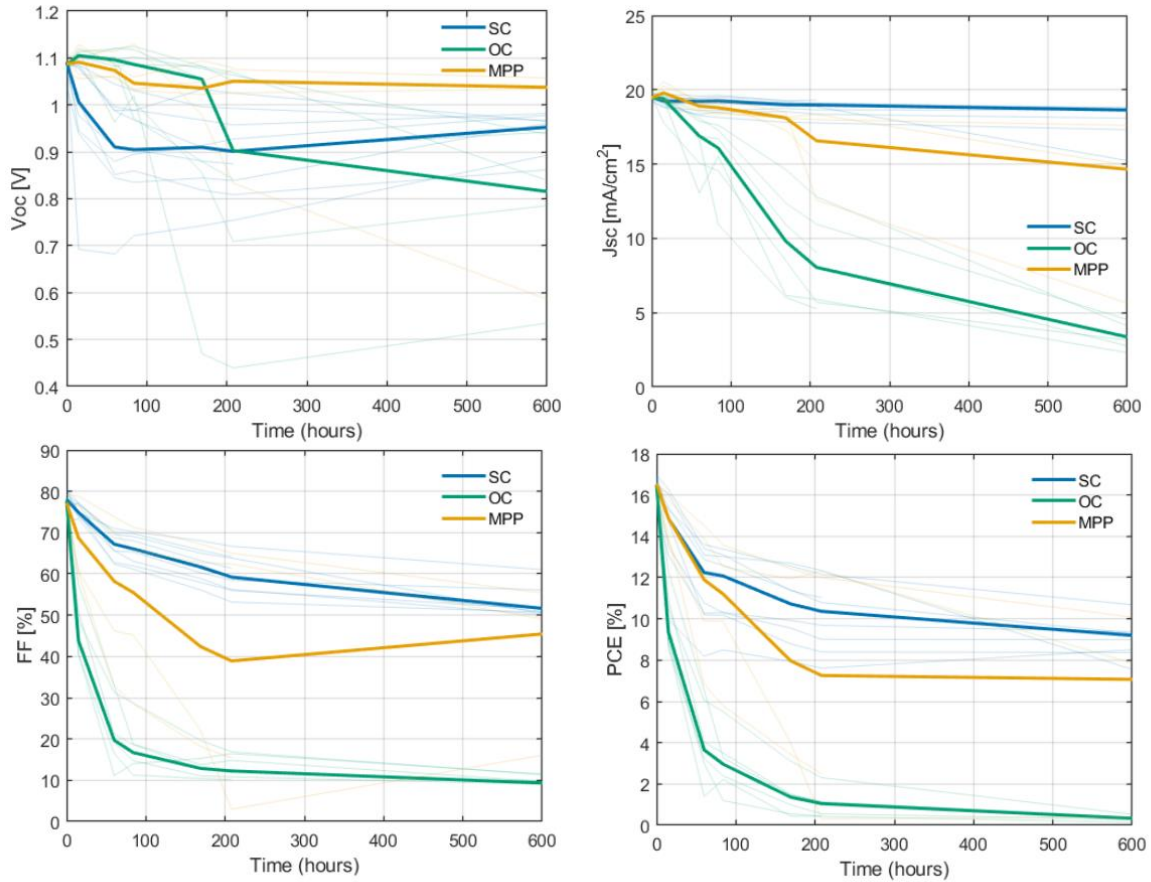 1.2
1.1
1
0.9
0.8
0.7
0.6
0.5
0.4
Voc [V]
SC
OC
MPP
0 100 200 300 400 500 600
Time (hours)
25
20
15
10
5
0
Jsc [mA/cm²]
SC
OC
MPP
0 100 200 300 400 500 600
Time (hours)
90
80
70
60
50
40
30
20
10
0
FF [%]
SC
OC
MPP
0 100 200 300 400 500 600
Time (hours)
18
16
14
12
10
8
6
4
2
0
PCE [%]
SC
OC
MPP
0 100 200 300 400 500 600
Time (hours)